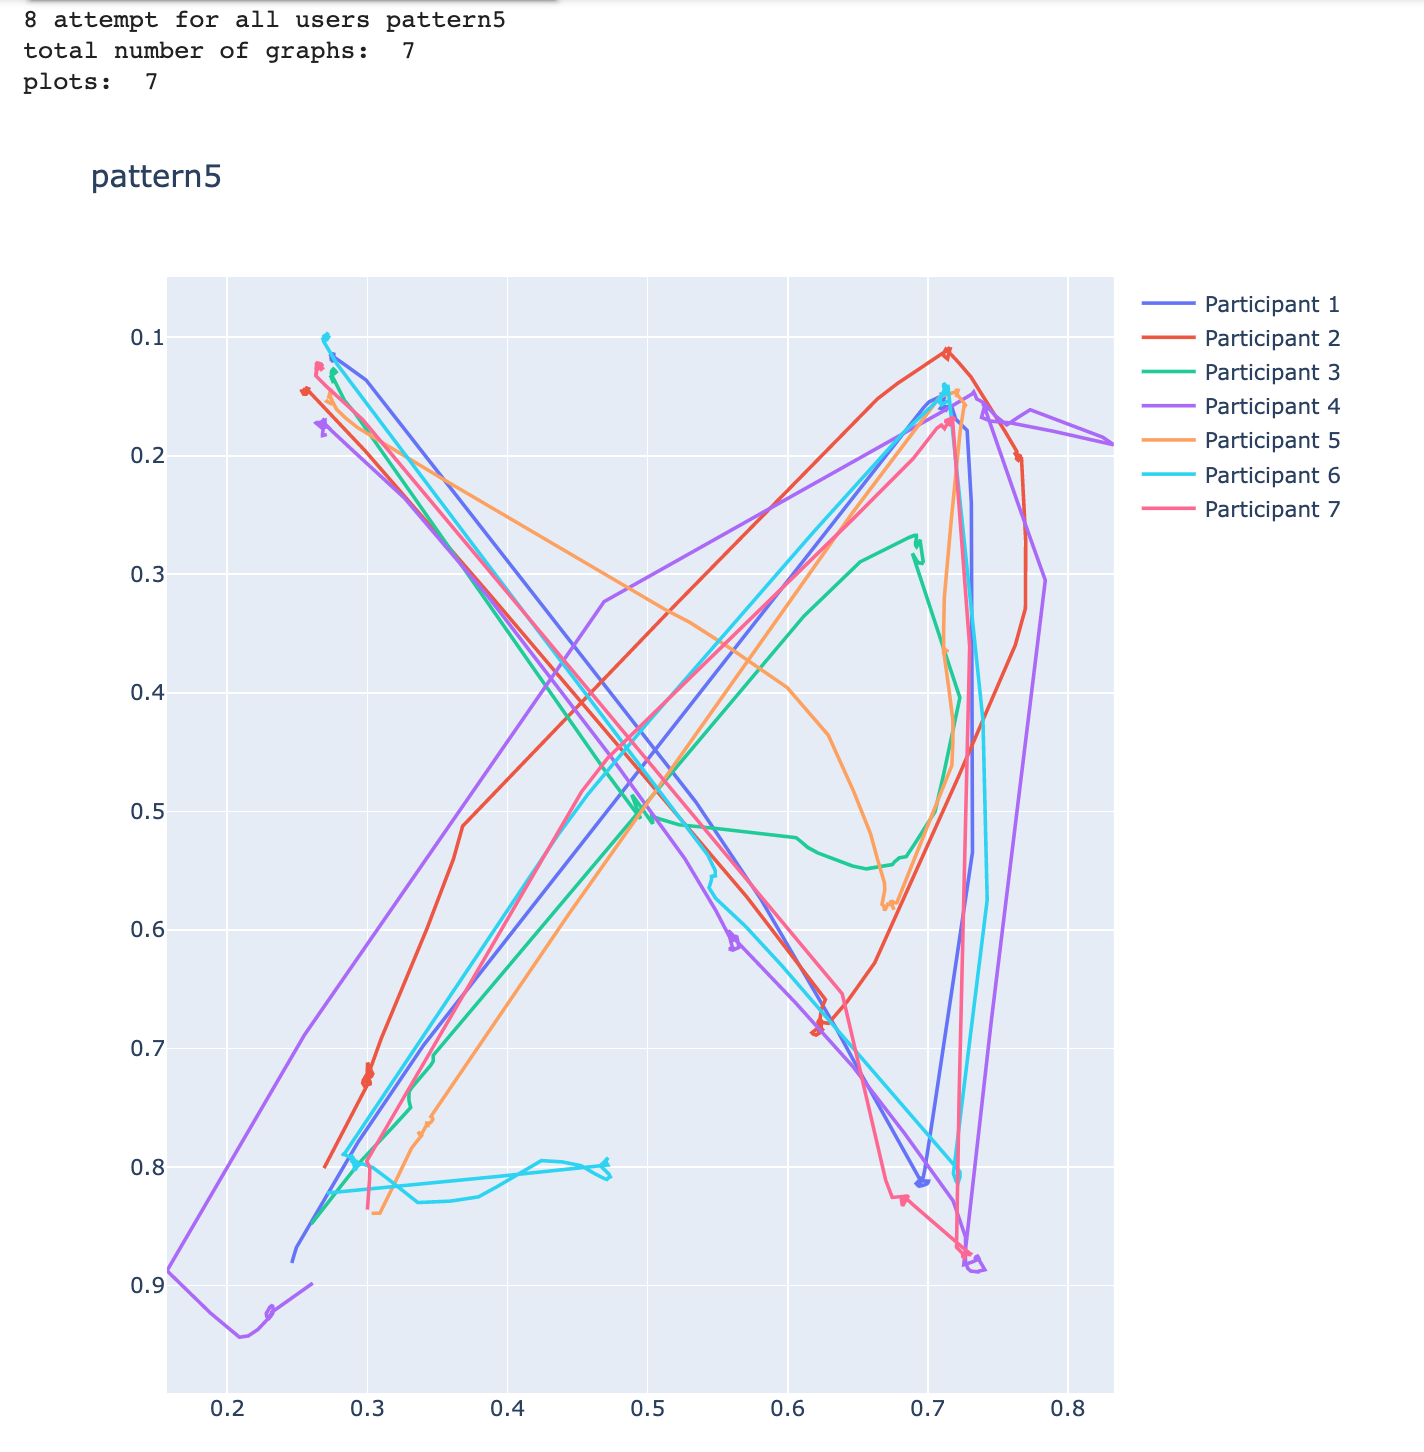 8 attempt for all users pattern5
total number of graphs:  7
plots:  7
pattern5
0.1
0.2
0.3
0.4
0.5
0.6
0.7
0.8
0.9
0.2 0.3 0.4 0.5 0.6 0.7 0.8
Participant 1
Participant 2
Participant 3
Participant 4
Participant 5
Participant 6
Participant 7